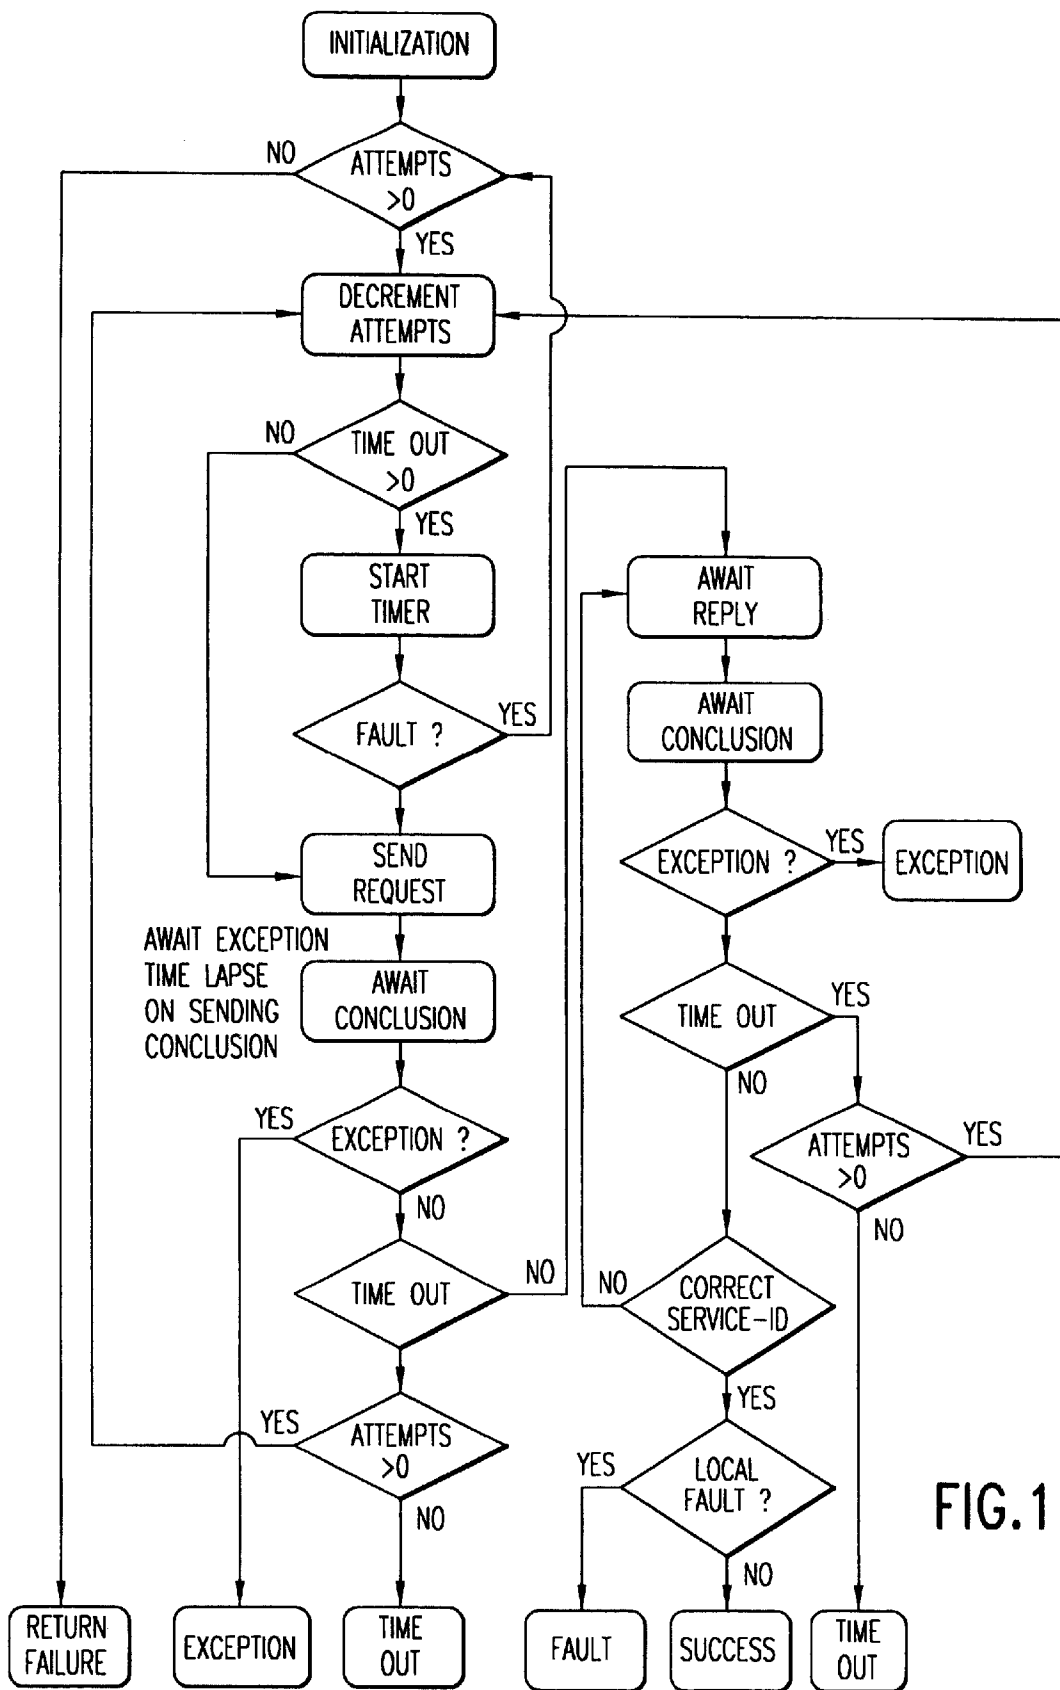 INITIALIZATION
NO
ATTEMPTS
>0
YES
DECREMENT
ATTEMPTS
NO
TIME OUT
>0
YES
START
TIMER
FAULT ?
YES
SEND
REQUEST
AWAIT EXCEPTION
TIME LAPSE
ON SENDING
CONCLUSION
AWAIT
CONCLUSION
YES
EXCEPTION ?
NO
TIME OUT
NO
YES
ATTEMPTS
>0
NO
AWAIT
REPLY
AWAIT
CONCLUSION
EXCEPTION ?
YES
EXCEPTION
TIME OUT
YES
NO
ATTEMPTS
>0
YES
NO
NO
CORRECT
SERVICE-ID
YES
YES
LOCAL
FAULT ?
NO
FIG.1
RETURN
FAILURE
EXCEPTION
TIME
OUT
FAULT
SUCCESS
TIME
OUT